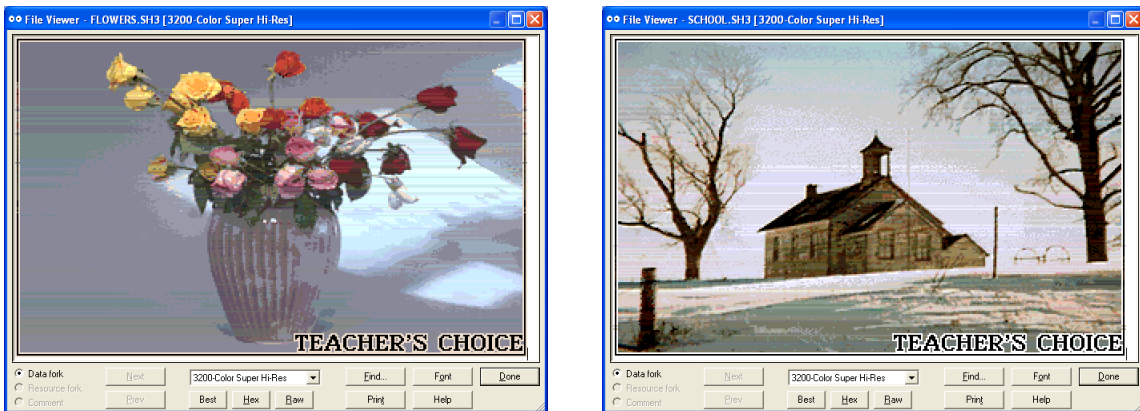 File Viewer - FLOWERS.SH3 [3200-Color Super Hi-Res]
TEACHER'S CHOICE
Data fork
Resource fork
Comment
Next
Prev
3200-Color Super Hi-Res
Best
Hex
Raw
Find...
Print
Font
Help
Done
File Viewer - SCHOOL.SH3 [3200-Color Super Hi-Res]
TEACHER'S CHOICE
Data fork
Resource fork
Comment
Next
Prev
3200-Color Super Hi-Res
Best
Hex
Raw
Find...
Print
Font
Help
Done